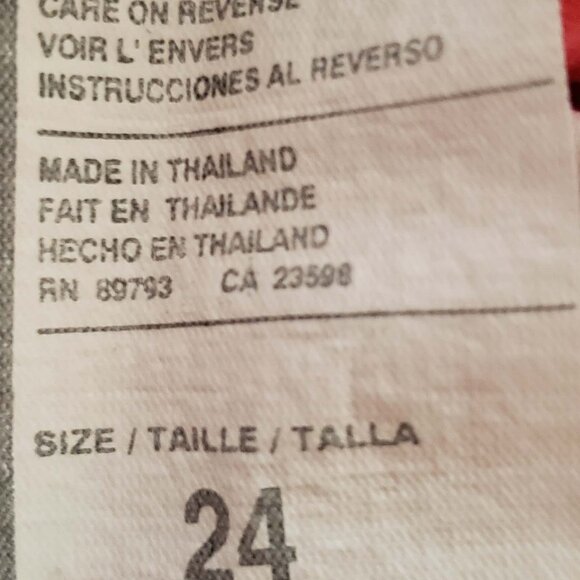 CARE ON REVERSE
VOIR L' ENVERS
INSTRUCCIONES AL REVERSO
MADE IN THAILAND
FAIT EN THAILANDE
HECHO EN THAILAND
RN 89793 CA 23598
SIZE / TAILLE / TALLA
24